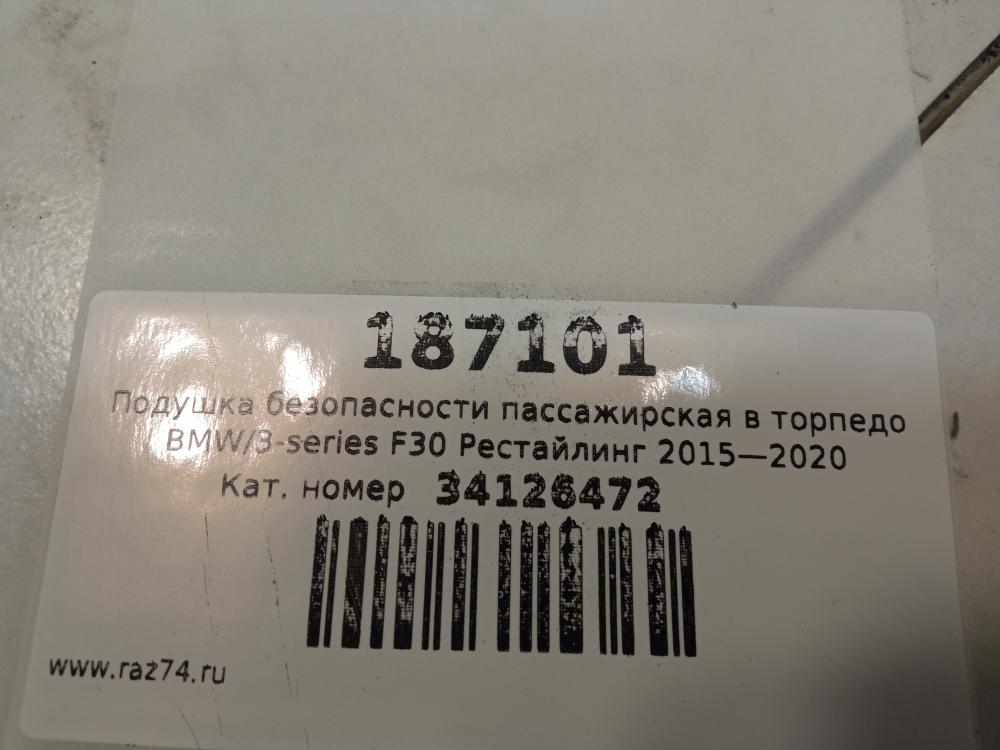 187101
Подушка безопасности пассажирская в торпедо
BMW/3-series F30 Рестайлинг 2015—2020
Кат. номер 34126472
www.raz74.ru